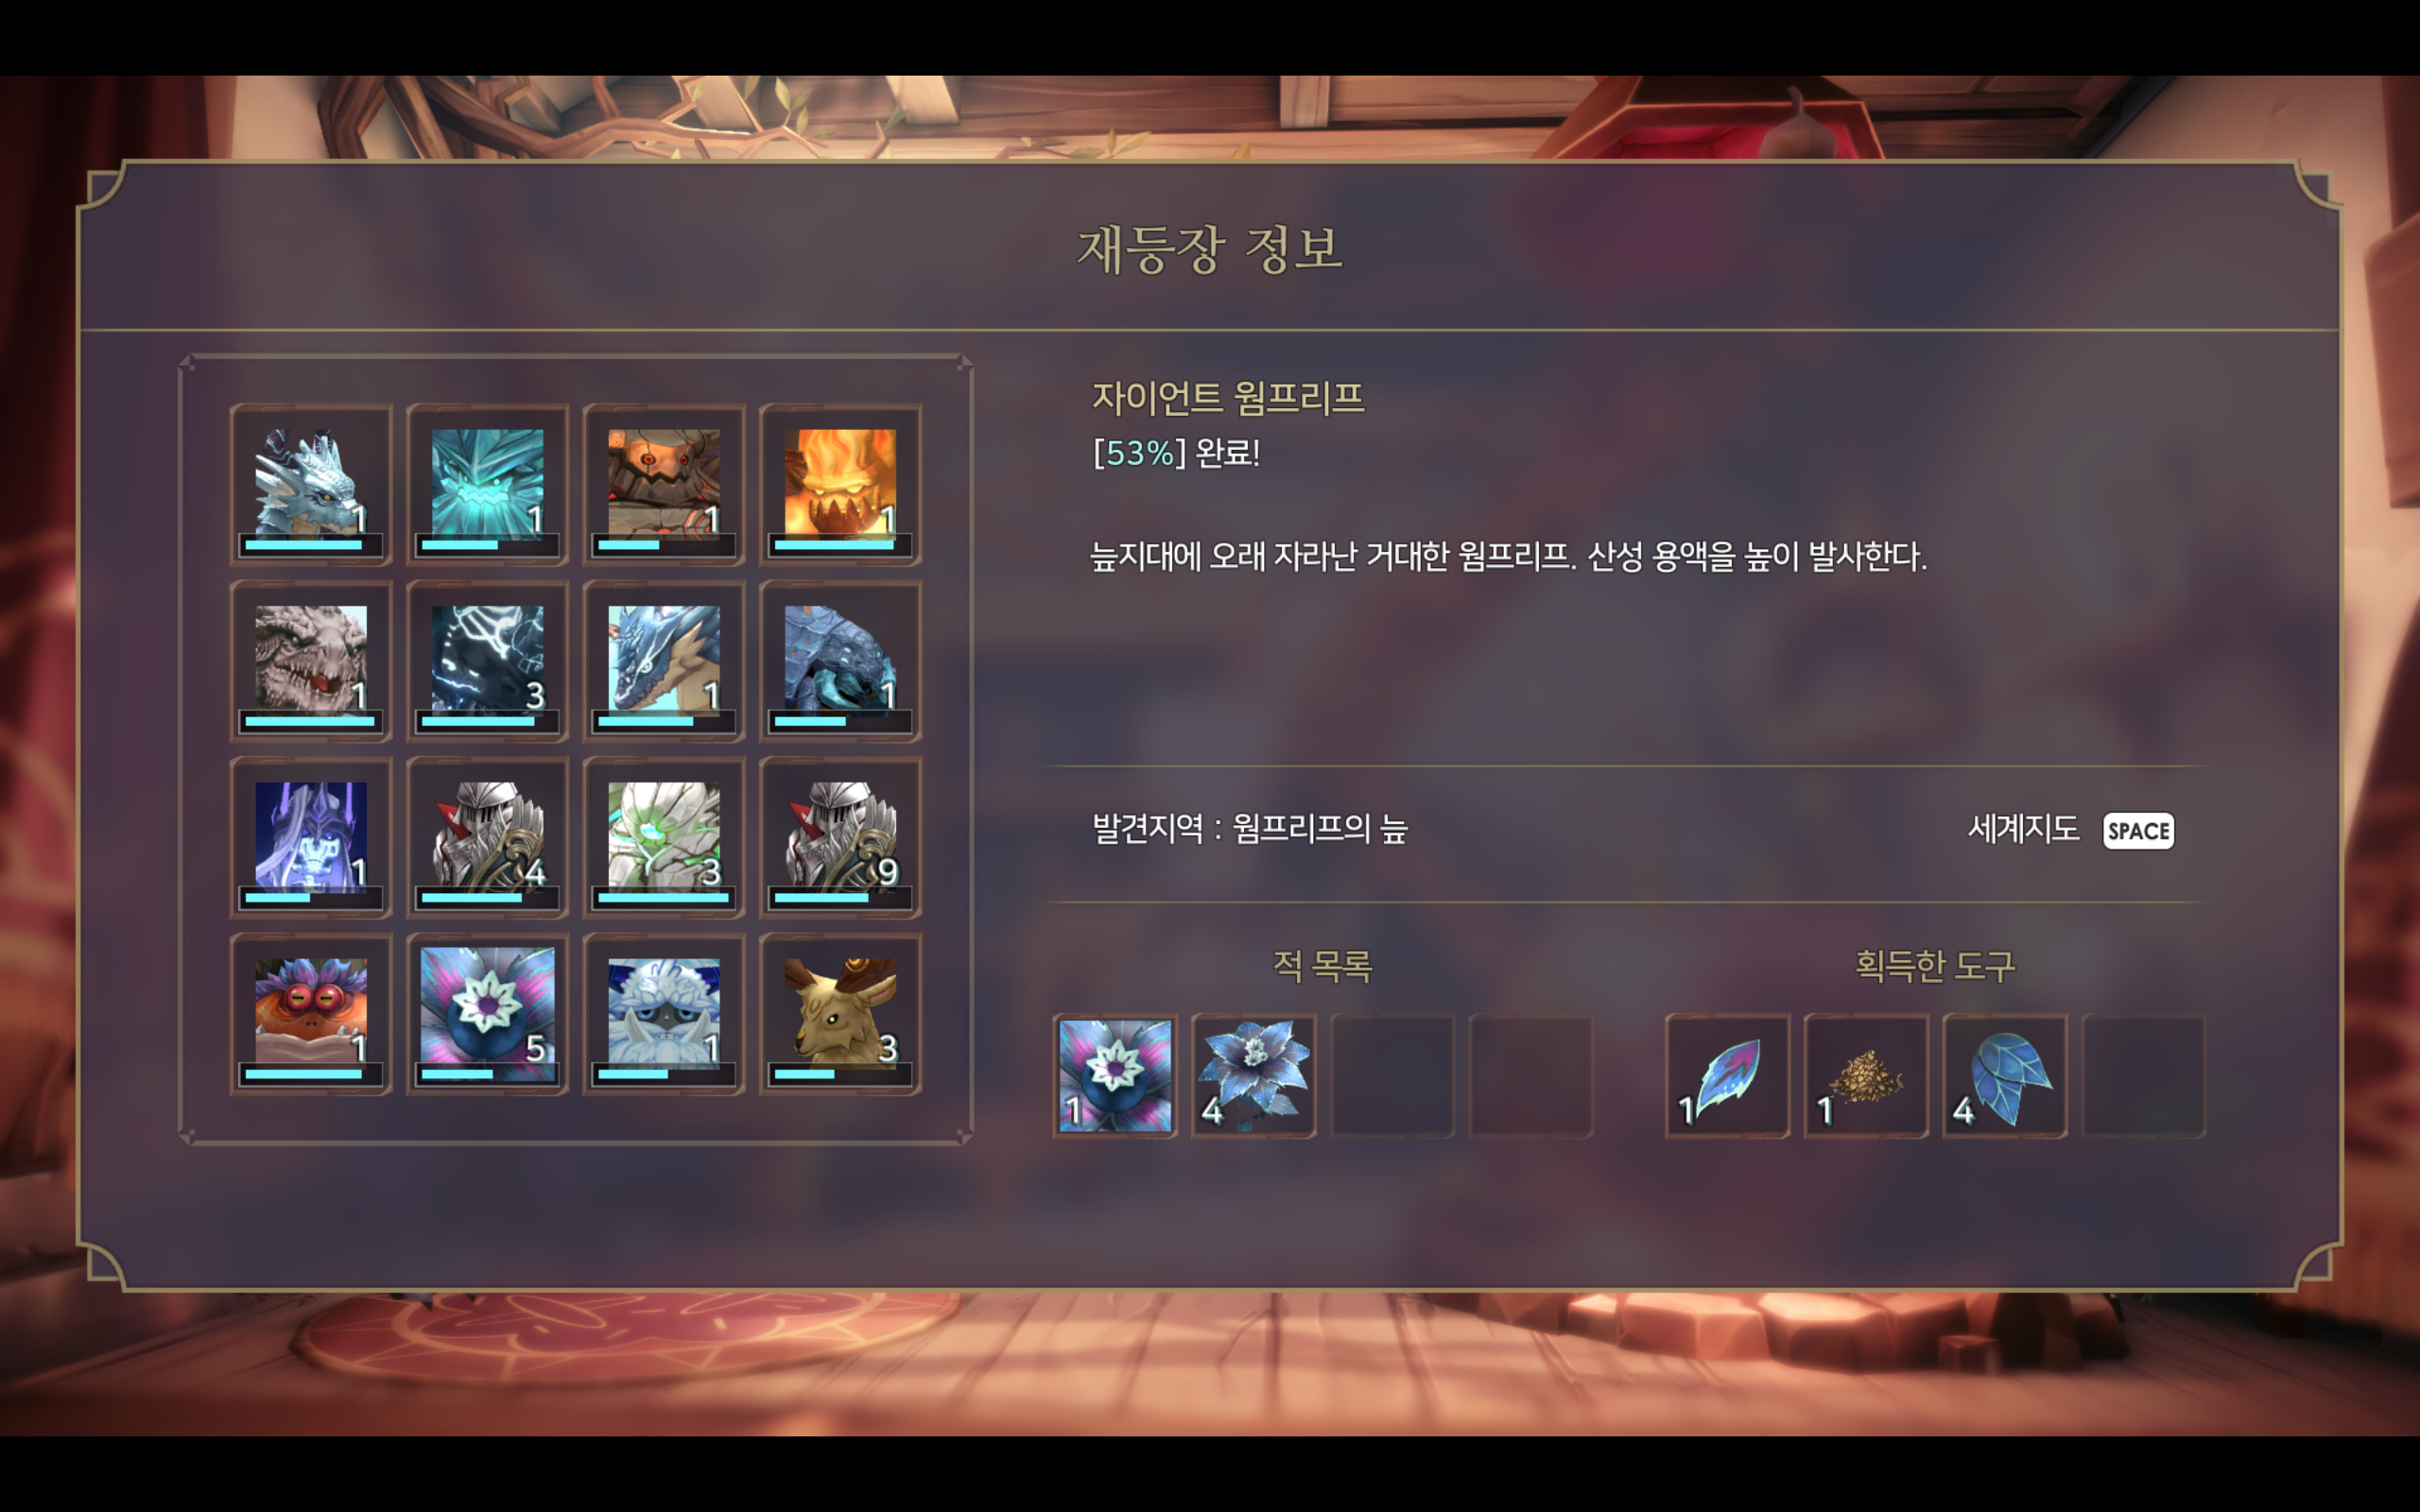 재등장 정보
1 1 1 1
1 3 1 1
1 4 3 9
1 5 1 3
자이언트 웜프리프
[53%] 완료!
늪지대에 오래 자라난 거대한 웜프리프. 산성 용액을 높이 발사한다.
발견지역 : 웜프리프의 늪
세계지도 SPACE
적 목록
1 4
획득한 도구
1 1 4